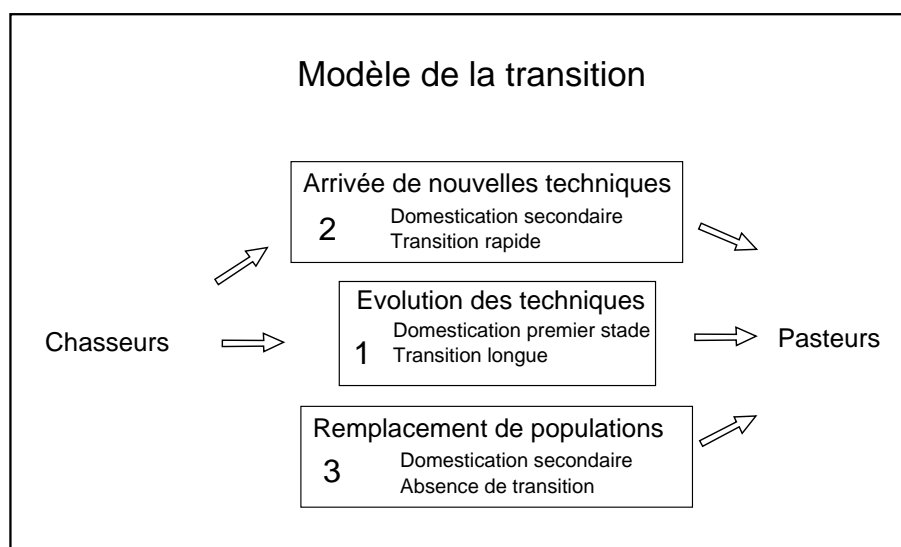 Modèle de la transition
Arrivée de nouvelles techniques
2
Domestication secondaire
Transition rapide
Chasseurs
Evolution des techniques
1
Domestication premier stade
Transition longue
Pasteurs
Remplacement de populations
3
Domestication secondaire
Absence de transition